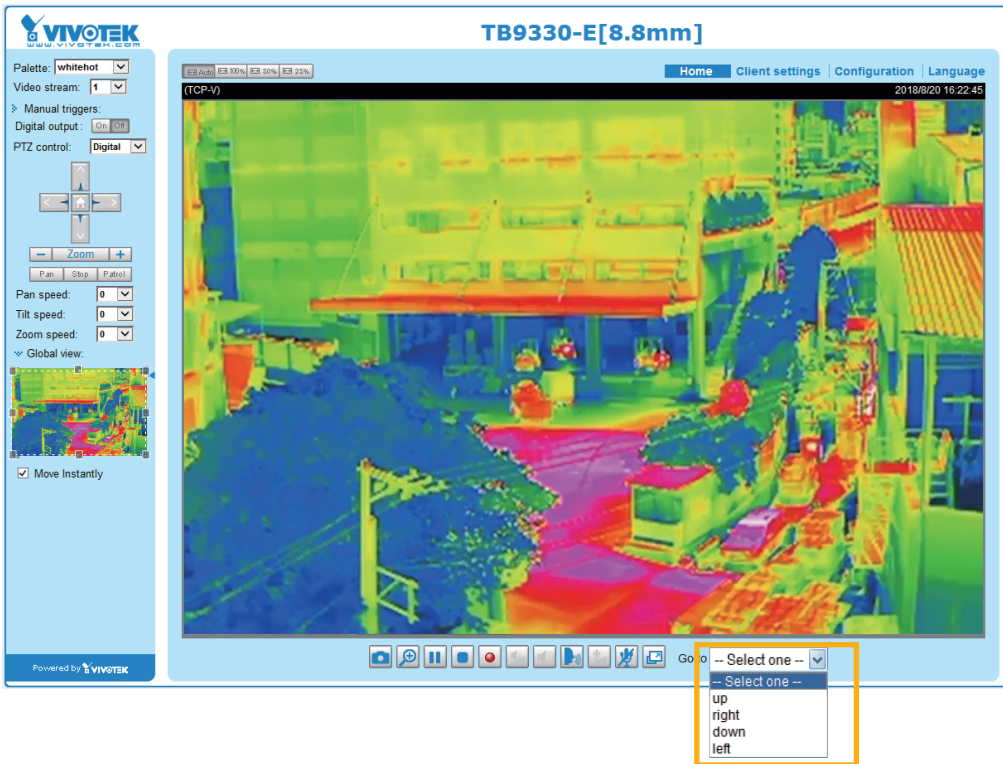 VIVOTEK
www.vivotek.com
TB9330-E[8.8mm]
Palette: whitehot
Video stream: 1
Manual triggers:
Digital output : On Off
PTZ control: Digital
− Zoom +
Pan Stop Patrol
Pan speed: 0
Tilt speed: 0
Zoom speed: 0
Global view:
Move Instantly
Powered by VIVOTEK
Auto 100% 50% 25%
Home Client settings Configuration Language
(TCP-V) 2018/8/20 16:22:45
Go to -- Select one --
-- Select one --
up
right
down
left